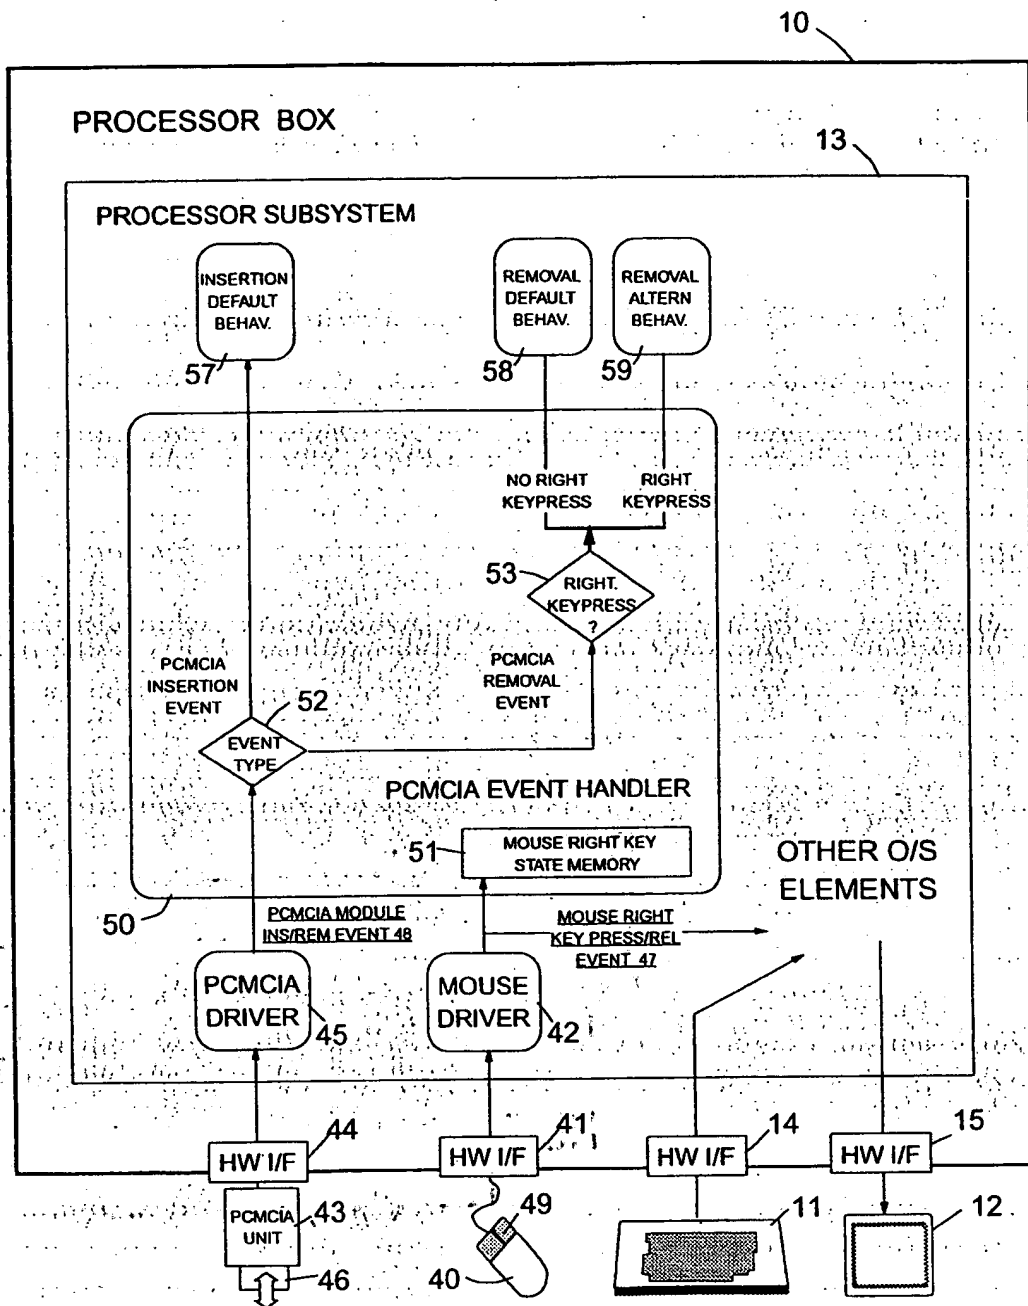 10
PROCESSOR BOX
13
PROCESSOR SUBSYSTEM
INSERTION
DEFAULT
BEHAV.
57
REMOVAL
DEFAULT
BEHAV.
58
REMOVAL
ALTERN
BEHAV.
59
NO RIGHT
KEYPRESS
RIGHT
KEYPRESS
53
RIGHT.
KEYPRESS
?
PCMCIA
INSERTION
EVENT
PCMCIA
REMOVAL
EVENT
52
EVENT
TYPE
PCMCIA EVENT HANDLER
51
MOUSE RIGHT KEY
STATE MEMORY
OTHER O/S
ELEMENTS
50
PCMCIA MODULE
INS/REM EVENT 48
MOUSE RIGHT
KEY PRESS/REL
EVENT 47
PCMCIA
DRIVER
45
MOUSE
DRIVER
42
44
HW I/F
41
HW I/F
14
HW I/F
15
HW I/F
PCMCIA
UNIT
43
46
49
40
11
12